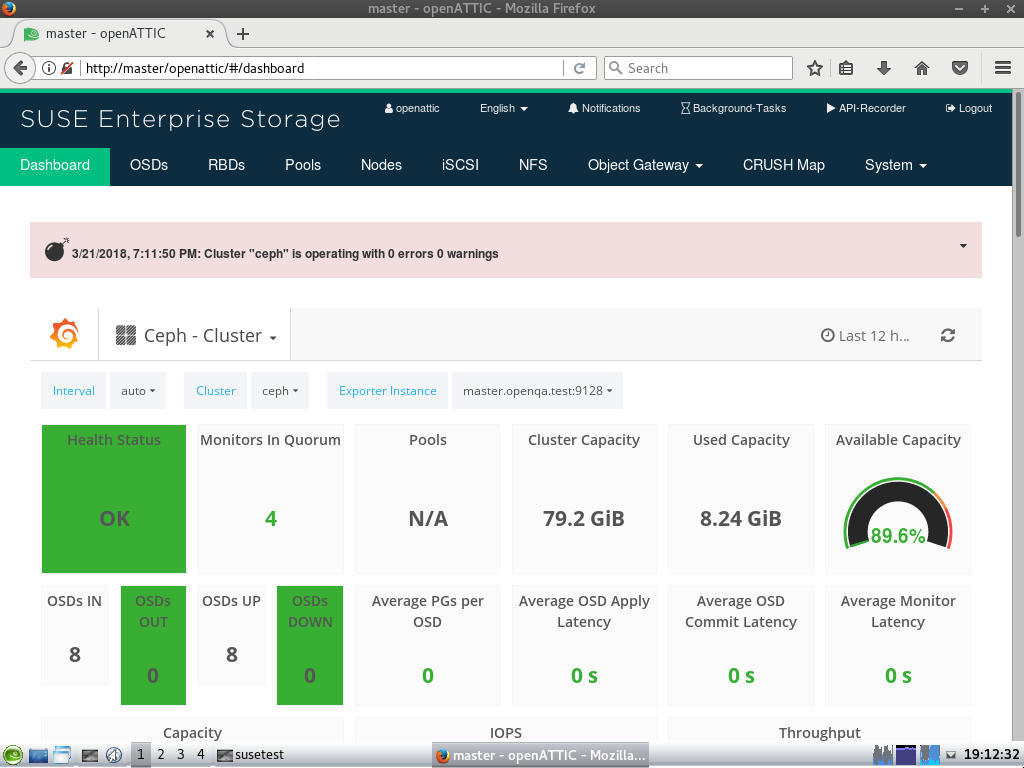 master - openATTIC - Mozilla Firefox
master - openATTIC
http://master/openattic/#/dashboard
Search
SUSE Enterprise Storage
openattic
English
Notifications
Background-Tasks
API-Recorder
Logout
Dashboard
OSDs
RBDs
Pools
Nodes
iSCSI
NFS
Object Gateway
CRUSH Map
System
3/21/2018, 7:11:50 PM: Cluster "ceph" is operating with 0 errors 0 warnings
Ceph - Cluster
Last 12 h...
Interval
auto
Cluster
ceph
Exporter Instance
master.openqa.test:9128
Health Status
OK
Monitors In Quorum
4
Pools
N/A
Cluster Capacity
79.2 GiB
Used Capacity
8.24 GiB
Available Capacity
89.6%
OSDs IN
8
OSDs
OUT
0
OSDs UP
8
OSDs
DOWN
0
Average PGs per
OSD
0
Average OSD Apply
Latency
0 s
Average OSD
Commit Latency
0 s
Average Monitor
Latency
0 s
Capacity
IOPS
Throughput
1
2
3
4
susetest
master - openATTIC - Mozilla...
19:12:32